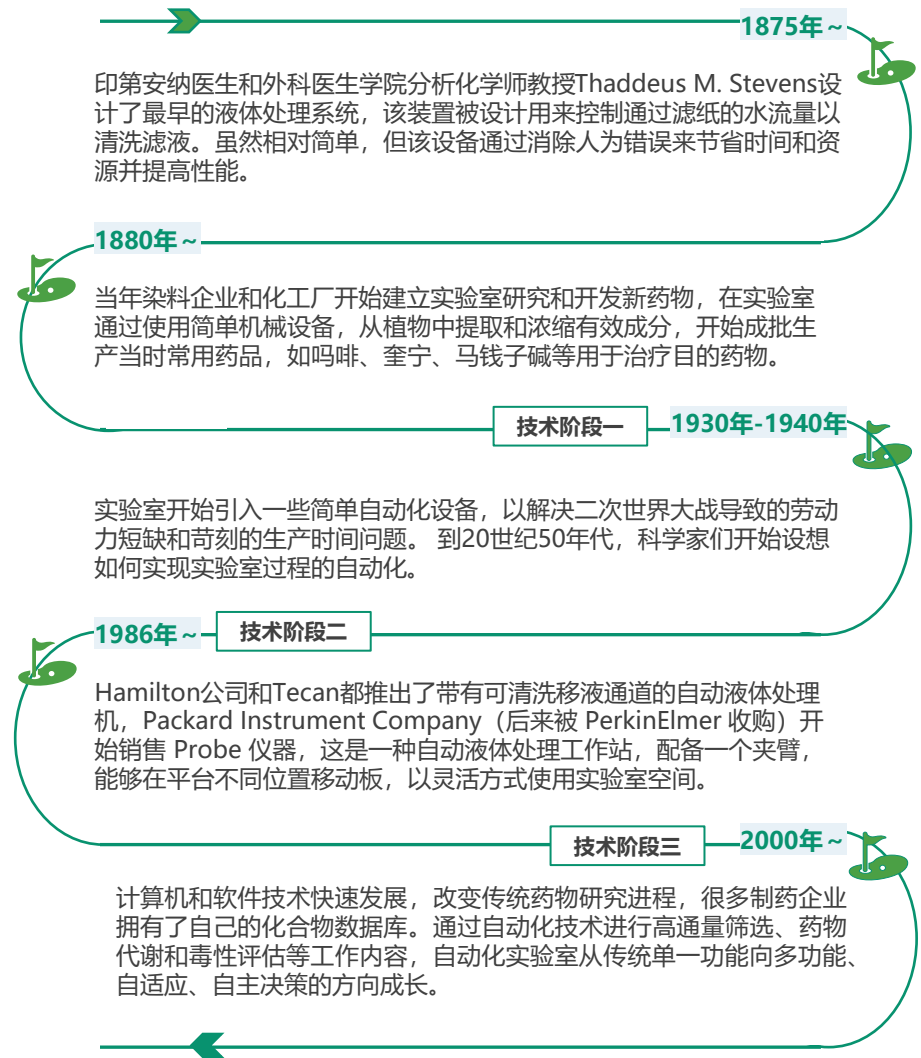 1875年～
印第安纳医生和外科医生学院分析化学师教授Thaddeus M. Stevens设
计了最早的液体处理系统，该装置被设计用来控制通过滤纸的水流量以
清洗滤液。虽然相对简单，但该设备通过消除人为错误来节省时间和资
源并提高性能。
1880年～
当年染料企业和化工厂开始建立实验室研究和开发新药物，在实验室
通过使用简单机械设备，从植物中提取和浓缩有效成分，开始成批生
产当时常用药品，如吗啡、奎宁、马钱子碱等用于治疗目的药物。
技术阶段一 1930年-1940年
实验室开始引入一些简单自动化设备，以解决二次世界大战导致的劳动
力短缺和苛刻的生产时间问题。 到20世纪50年代，科学家们开始设想
如何实现实验室过程的自动化。
1986年～ 技术阶段二
Hamilton公司和Tecan都推出了带有可清洗移液通道的自动液体处理
机，Packard Instrument Company（后来被 PerkinElmer 收购）开
始销售 Probe 仪器，这是一种自动液体处理工作站，配备一个夹臂，
能够在平台不同位置移动板，以灵活方式使用实验室空间。
技术阶段三 2000年～
计算机和软件技术快速发展，改变传统药物研究进程，很多制药企业
拥有了自己的化合物数据库。通过自动化技术进行高通量筛选、药物
代谢和毒性评估等工作内容，自动化实验室从传统单一功能向多功能、
自适应、自主决策的方向成长。